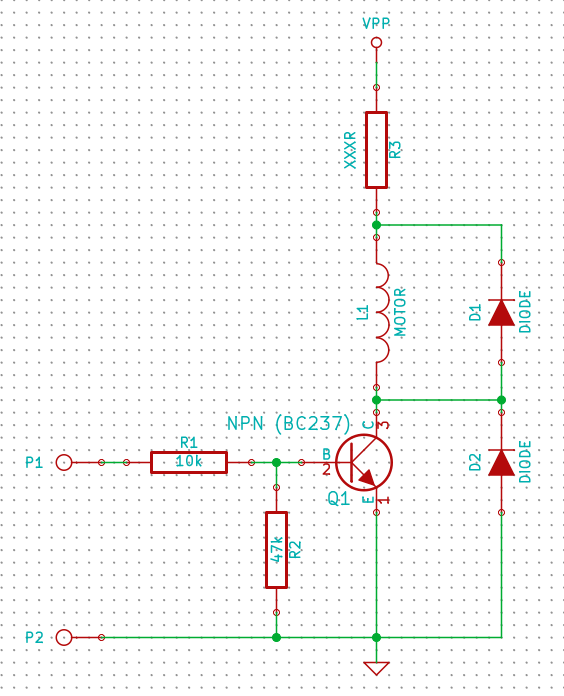 VPP
XXXR
R3
L1
MOTOR
D1
DIODE
NPN (BC237)
C
3
R1
10k
P1
B
2
Q1
E
1
D2
DIODE
47k
R2
P2